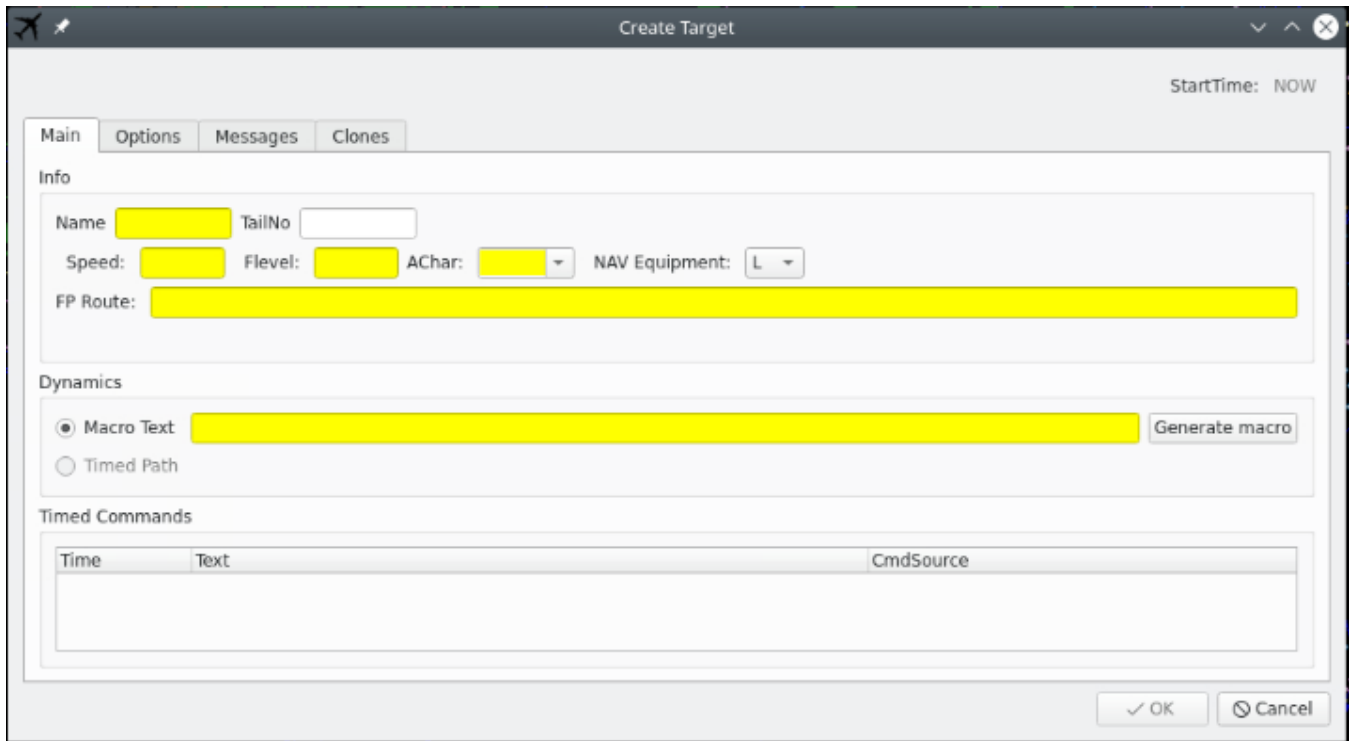 Create Target
StartTime: NOW
Main Options Messages Clones
Info
Name TailNo
Speed: Flevel: AChar: NAV Equipment: L
FP Route:
Dynamics
Macro Text Generate macro
Timed Path
Timed Commands
Time Text CmdSource
OK Cancel